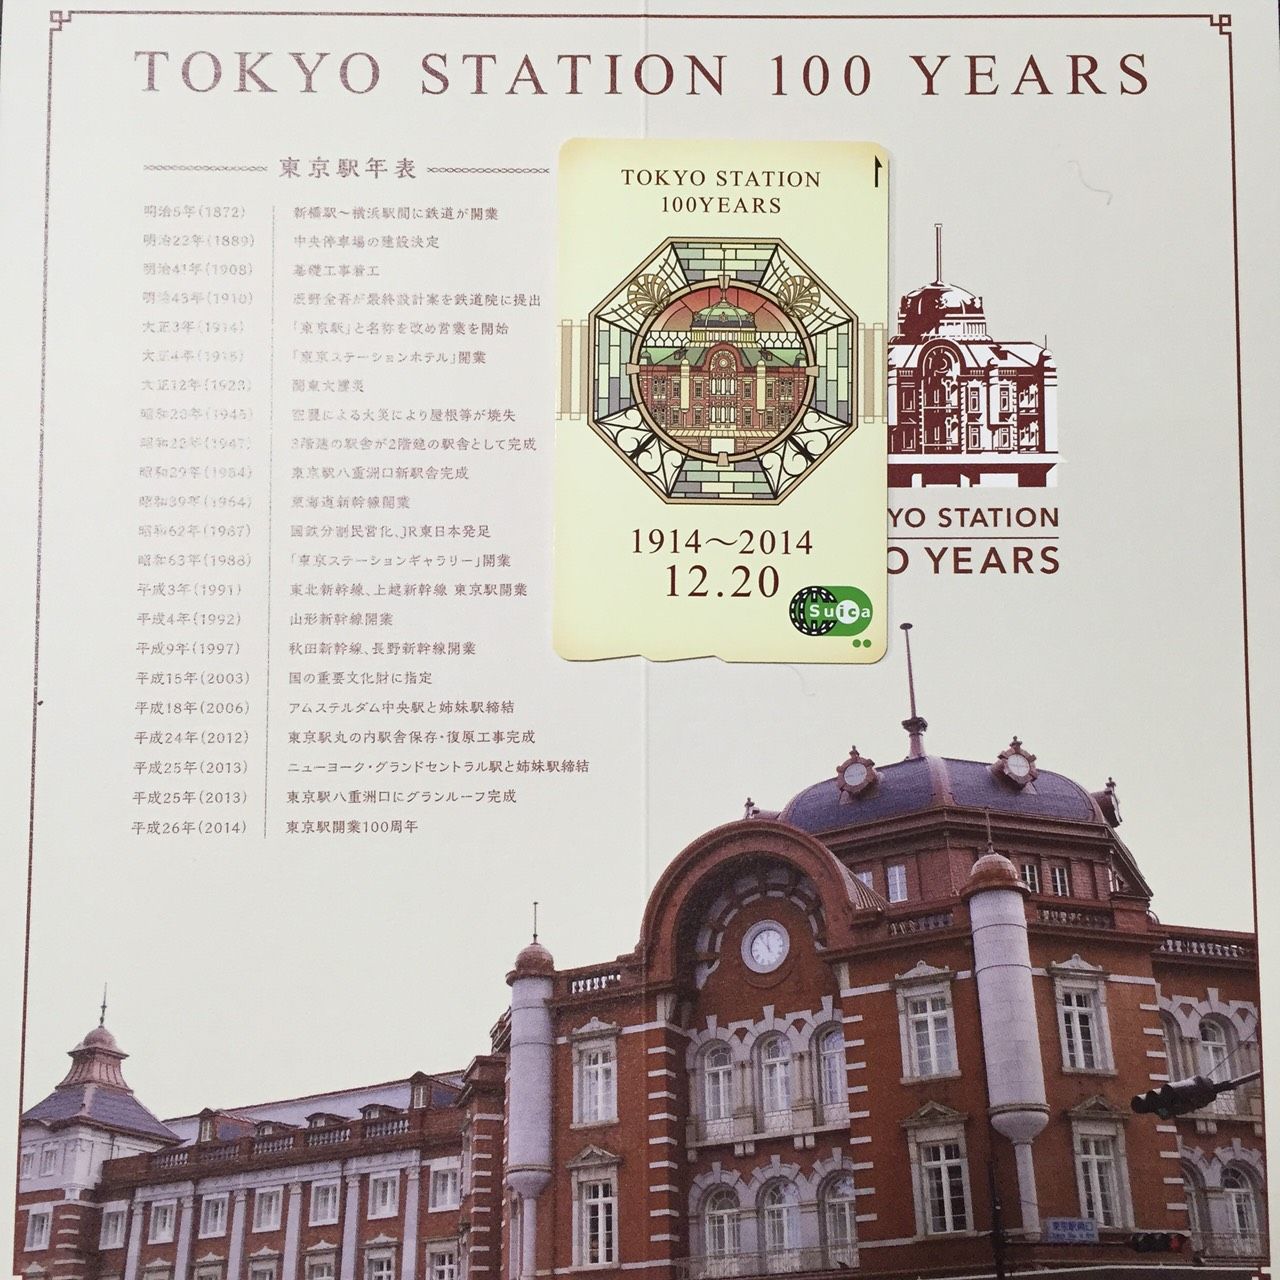 TOKYO STATION 100 YEARS
東京駅年表
明治5年(1872) 新橋駅～横浜駅間に鉄道が開業
明治22年(1889) 中央停車場の建設決定
明治41年(1908) 基礎工事着工
明治43年(1910) 辰野金吾が最終設計案を鉄道院に提出
大正3年(1914) 「東京駅」と名称を改め営業を開始
大正4年(1915) 「東京ステーションホテル」開業
大正12年(1923) 関東大震災
昭和20年(1945) 空襲による火災により屋根等が焼失
昭和22年(1947) 3階建の駅舎が2階建の駅舎として完成
昭和29年(1954) 東京駅八重洲口新駅舎完成
昭和39年(1964) 東海道新幹線開業
昭和62年(1987) 国鉄分割民営化、JR東日本発足
昭和63年(1988) 「東京ステーションギャラリー」開業
平成3年(1991) 東北新幹線、上越新幹線 東京駅開業
平成4年(1992) 山形新幹線開業
平成9年(1997) 秋田新幹線、長野新幹線開業
平成15年(2003) 国の重要文化財に指定
平成18年(2006) アムステルダム中央駅と姉妹駅締結
平成24年(2012) 東京駅丸の内駅舎保存・復原工事完成
平成25年(2013) ニューヨーク・グランドセントラル駅と姉妹駅締結
平成25年(2013) 東京駅八重洲口にグランルーフ完成
平成26年(2014) 東京駅開業100周年
TOKYO STATION
100YEARS
1914～2014
12.20
Suica
YO STATION
0 YEARS